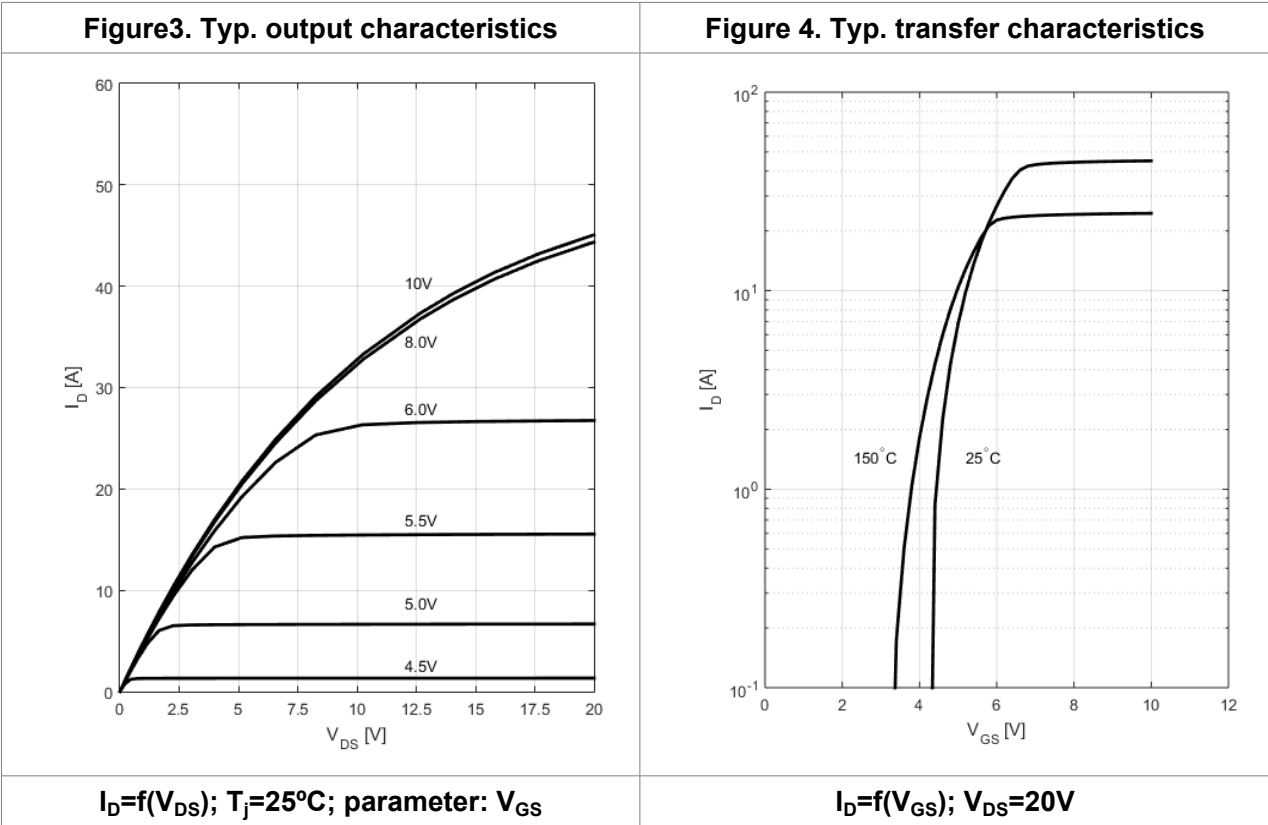 Figure3. Typ. output characteristics
Figure 4. Typ. transfer characteristics
60
50
40
30
20
10
0
I_D [A]
10V
8.0V
6.0V
5.5V
5.0V
4.5V
0 2.5 5 7.5 10 12.5 15 17.5 20
V_DS [V]
10^2
10^1
10^0
10^-1
I_D [A]
150°C
25°C
0 2 4 6 8 10 12
V_GS [V]
I_D=f(V_DS); T_j=25ºC; parameter: V_GS
I_D=f(V_GS); V_DS=20V